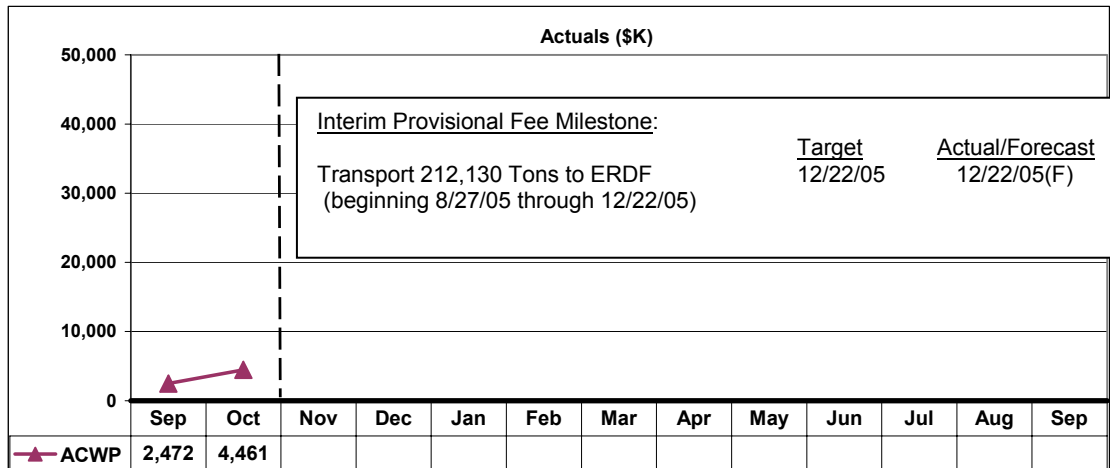 Actuals ($K)
50,000
40,000
30,000
20,000
10,000
0
Interim Provisional Fee Milestone:
Target Actual/Forecast
Transport 212,130 Tons to ERDF 12/22/05 12/22/05(F)
(beginning 8/27/05 through 12/22/05)
Sep Oct Nov Dec Jan Feb Mar Apr May Jun Jul Aug Sep
ACWP 2,472 4,461